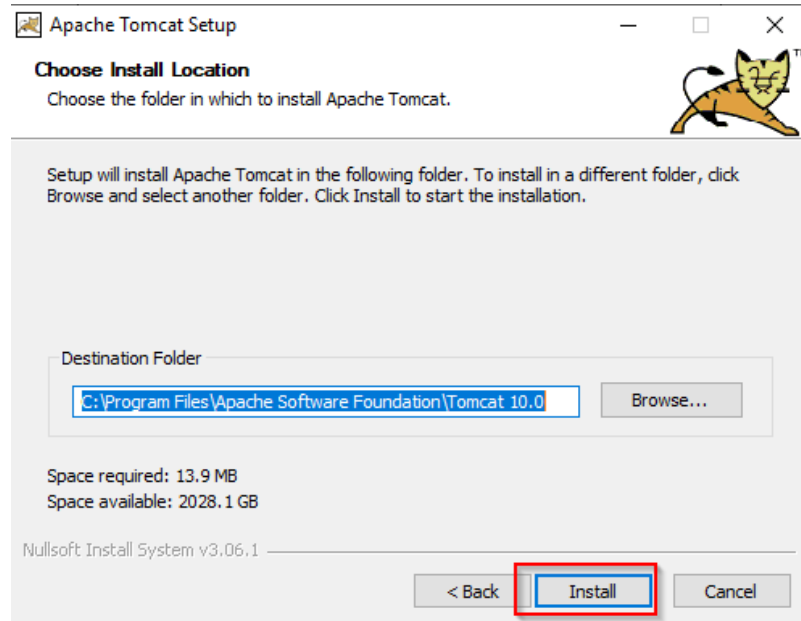 Apache Tomcat Setup
Choose Install Location
Choose the folder in which to install Apache Tomcat.
TM
Setup will install Apache Tomcat in the following folder. To install in a different folder, click
Browse and select another folder. Click Install to start the installation.
Destination Folder
C:\Program Files\Apache Software Foundation\Tomcat 10.0
Browse...
Space required: 13.9 MB
Space available: 2028.1 GB
Nullsoft Install System v3.06.1
< Back
Install
Cancel